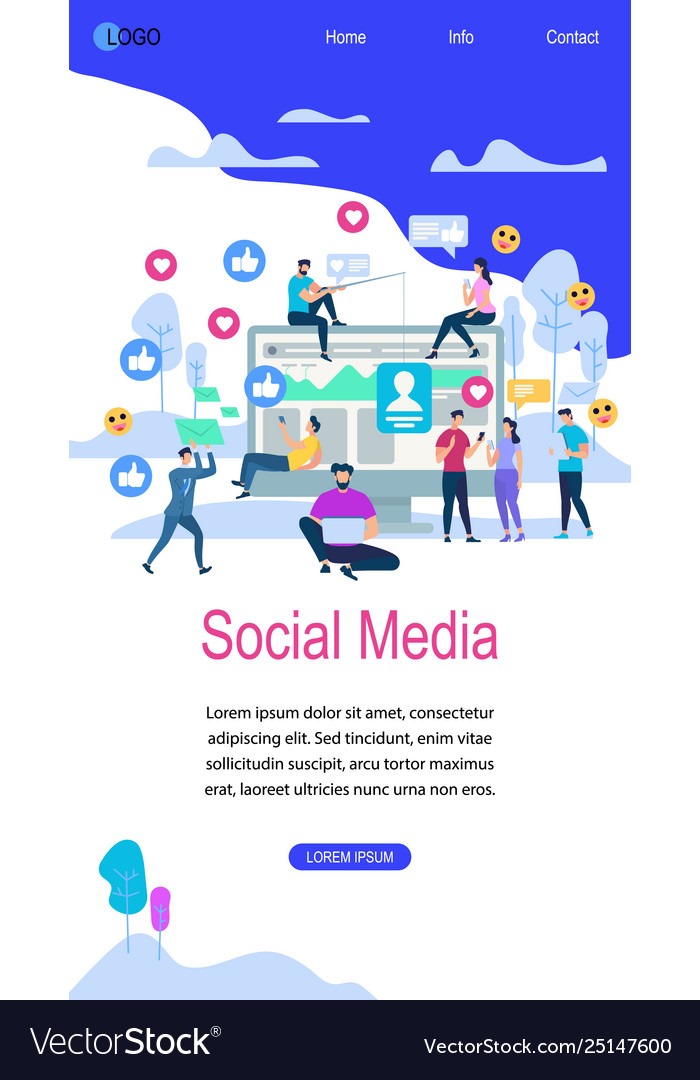 LOGO
Home
Info
Contact
Social Media
Lorem ipsum dolor sit amet, consectetur
adipiscing elit. Sed tincidunt, enim vitae
sollicitudin suscipit, arcu tortor maximus
erat, laoreet ultricies nunc urna non eros.
LOREM IPSUM
VectorStock®
VectorStock.com/25147600